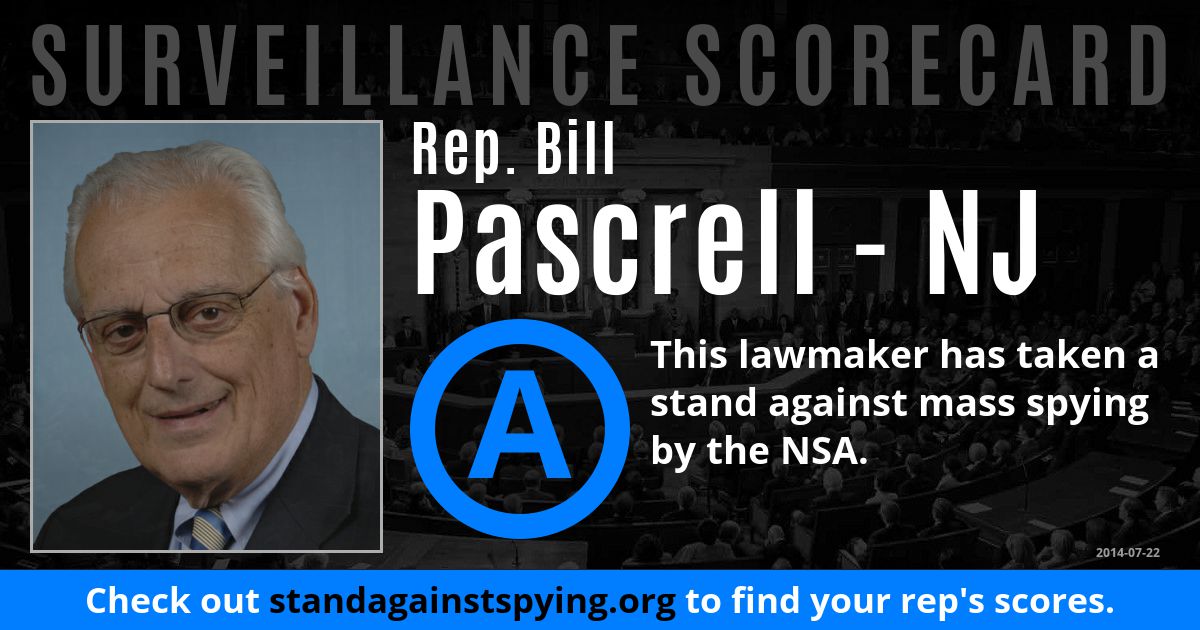 SURVEILLANCE SCORECARD
Rep. Bill
Pascrell - NJ
A
This lawmaker has taken a
stand against mass spying
by the NSA.
2014-07-22
Check out standagainstspying.org to find your rep's scores.